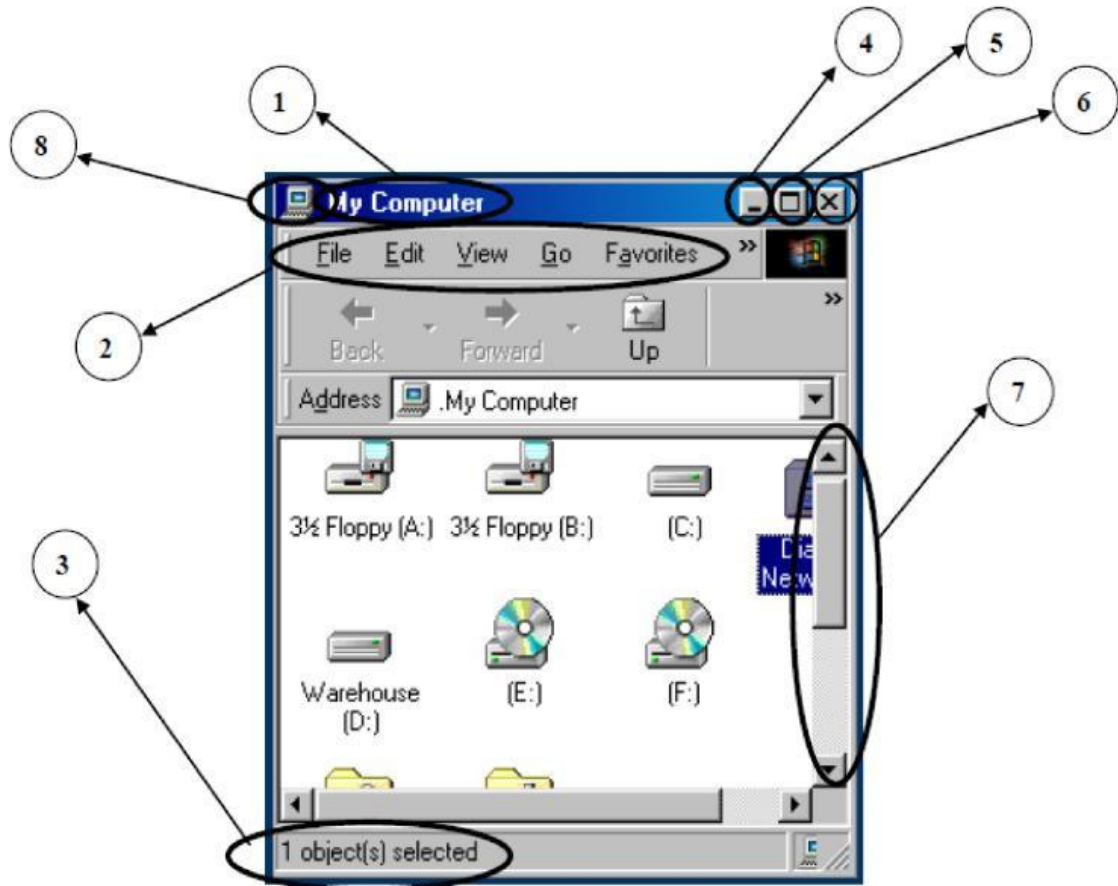 4
5
1
6
8
My Computer
File Edit View Go Favorites »
»
2
Back Forward Up
Address .My Computer
7
3½ Floppy (A:) 3½ Floppy (B:) (C:)
3
Warehouse (D:) (E:) (F:)
1 object(s) selected